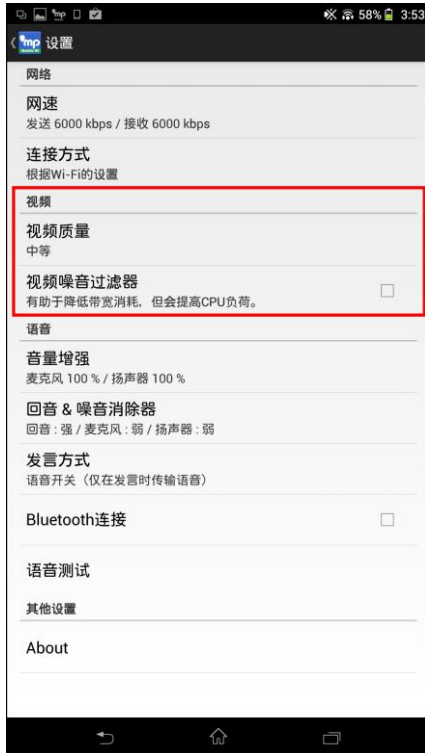 58% 3:53
mp 设置
网络
网速
发送 6000 kbps / 接收 6000 kbps
连接方式
根据Wi-Fi的设置
视频
视频质量
中等
视频噪音过滤器
有助于降低带宽消耗，但会提高CPU负荷。
语音
音量增强
麦克风 100 % / 扬声器 100 %
回音 & 噪音消除器
回音 : 强 / 麦克风 : 弱 / 扬声器 : 弱
发言方式
语音开关（仅在发言时传输语音）
Bluetooth连接
语音测试
其他设置
About